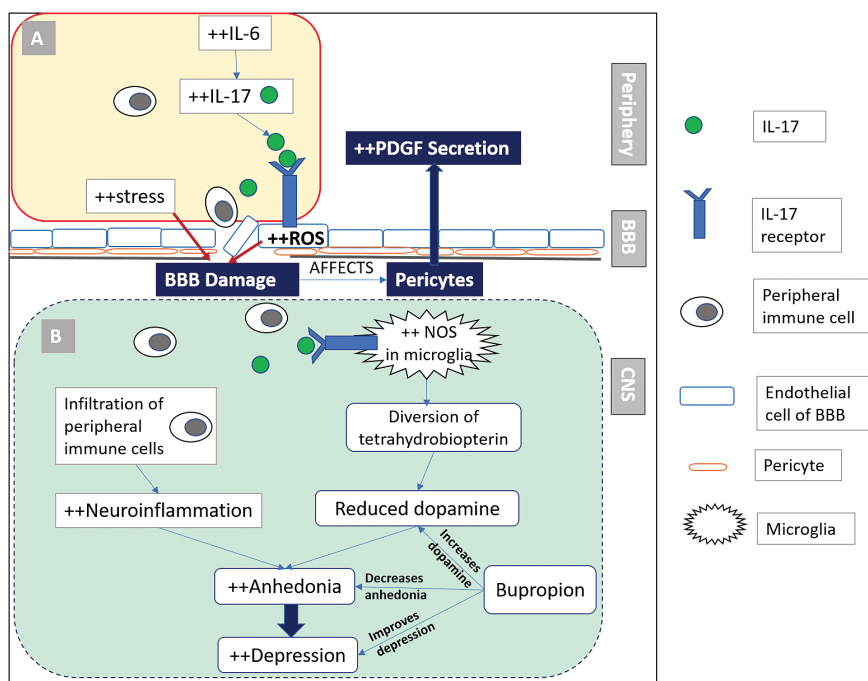 A
++IL-6
++IL-17
++stress
++PDGF Secretion
Periphery
++ROS
BBB
BBB Damage
AFFECTS
Pericytes
B
++ NOS
in microglia
CNS
Infiltration of
peripheral
immune cells
Diversion of
tetrahydrobiopterin
++Neuroinflammation
Reduced dopamine
Increases
dopamine
++Anhedonia
Decreases
anhedonia
Bupropion
Improves
depression
++Depression
IL-17
IL-17
receptor
Peripheral
immune cell
Endothelial
cell of BBB
Pericyte
Microglia